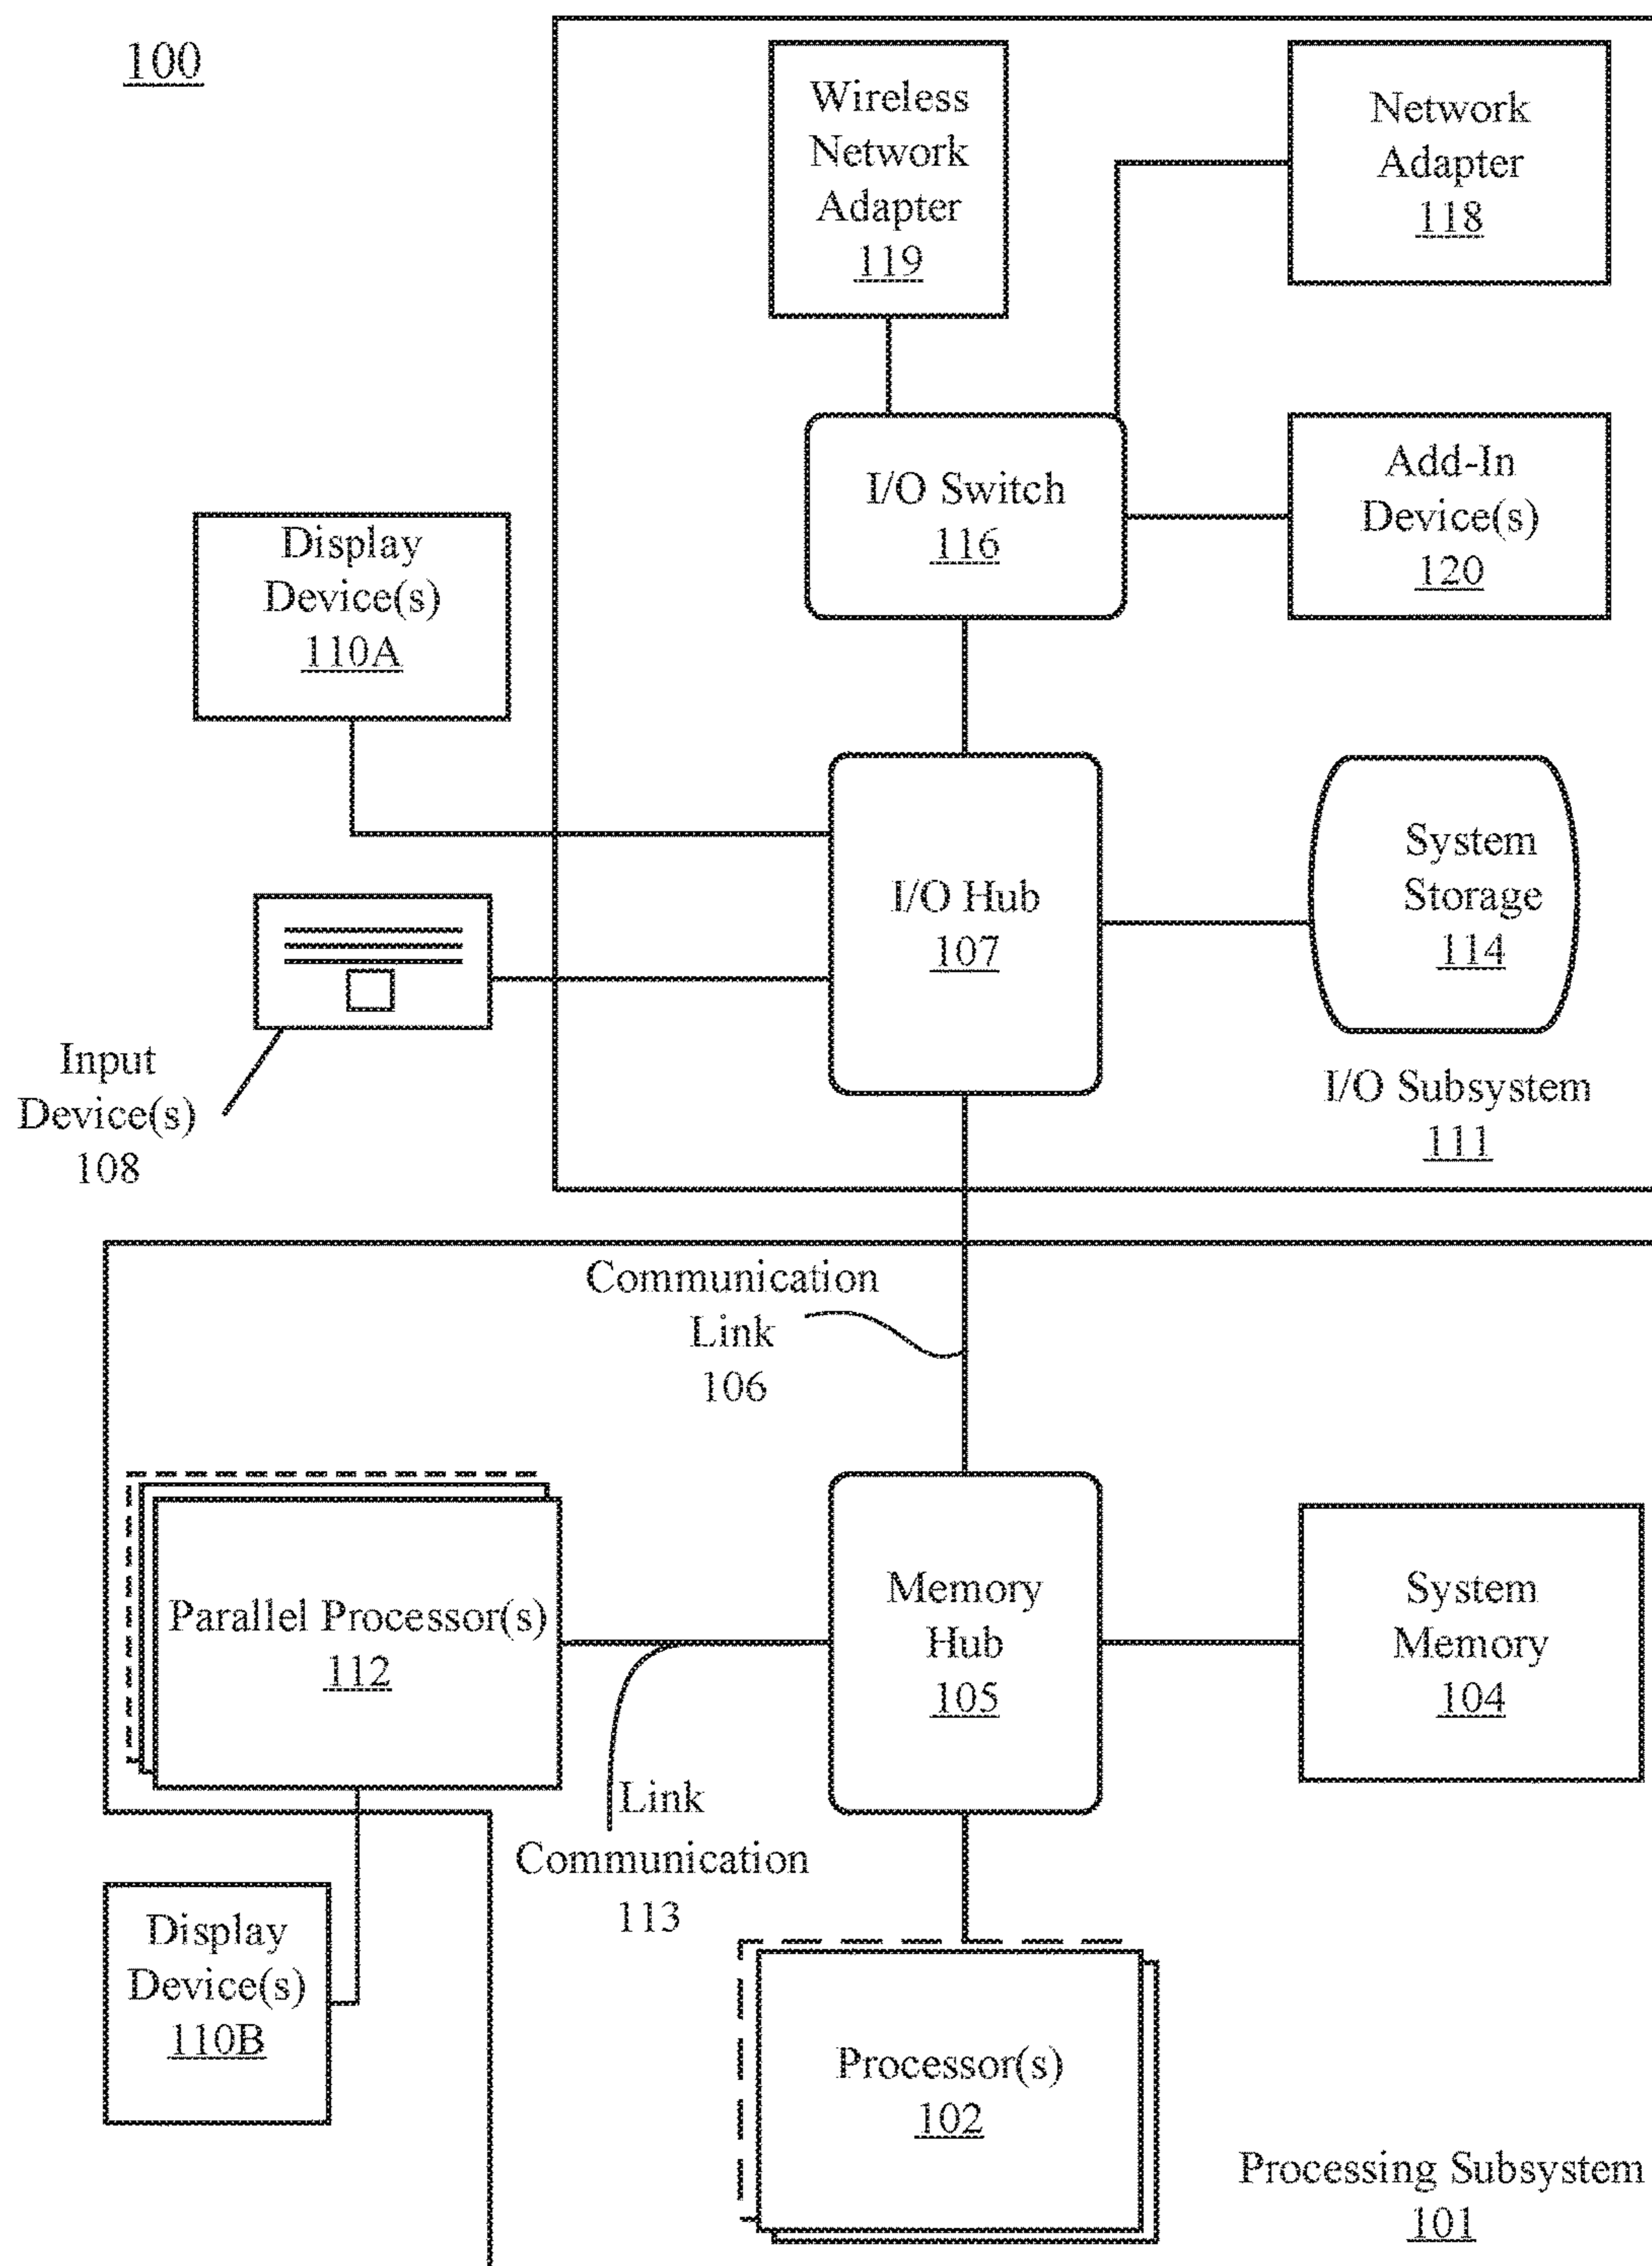 100
Wireless
Network
Adapter
119
Network
Adapter
118
I/O Switch
116
Add-In
Device(s)
120
Display
Device(s)
110A
I/O Hub
107
System
Storage
114
Input
Device(s)
108
I/O Subsystem
111
Communication
Link
106
Parallel Processor(s)
112
Memory
Hub
105
System
Memory
104
Link
Communication
113
Display
Device(s)
110B
Processor(s)
102
Processing Subsystem
101